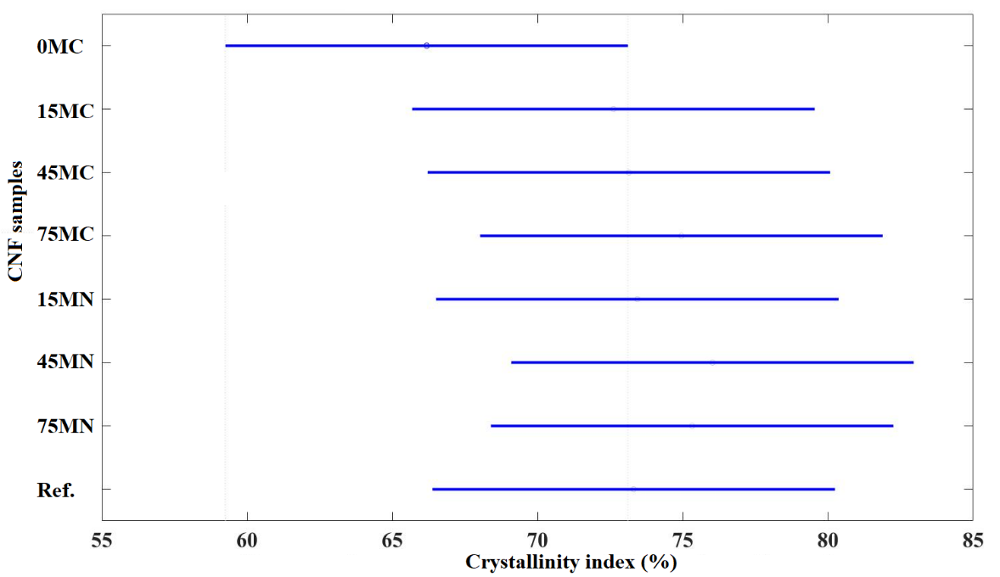 CNF samples
0MC
15MC
45MC
75MC
15MN
45MN
75MN
Ref.
55 60 65 70 75 80 85
Crystallinity index (%)